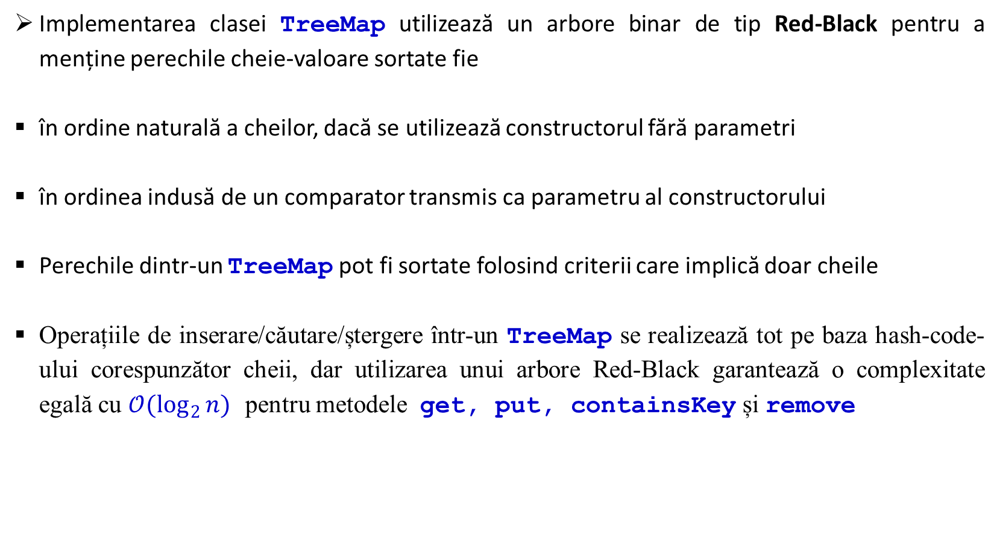 ➢ Implementarea clasei TreeMap utilizează un arbore binar de tip Red-Black pentru a
menține perechile cheie-valoare sortate fie
▪ în ordine naturală a cheilor, dacă se utilizează constructorul fără parametri
▪ în ordinea indusă de un comparator transmis ca parametru al constructorului
▪ Perechile dintr-un TreeMap pot fi sortate folosind criterii care implică doar cheile
▪ Operațiile de inserare/căutare/ștergere într-un TreeMap se realizează tot pe baza hash-code-
ului corespunzător cheii, dar utilizarea unui arbore Red-Black garantează o complexitate
egală cu 𝒪(log₂ 𝑛) pentru metodele get, put, containsKey și remove